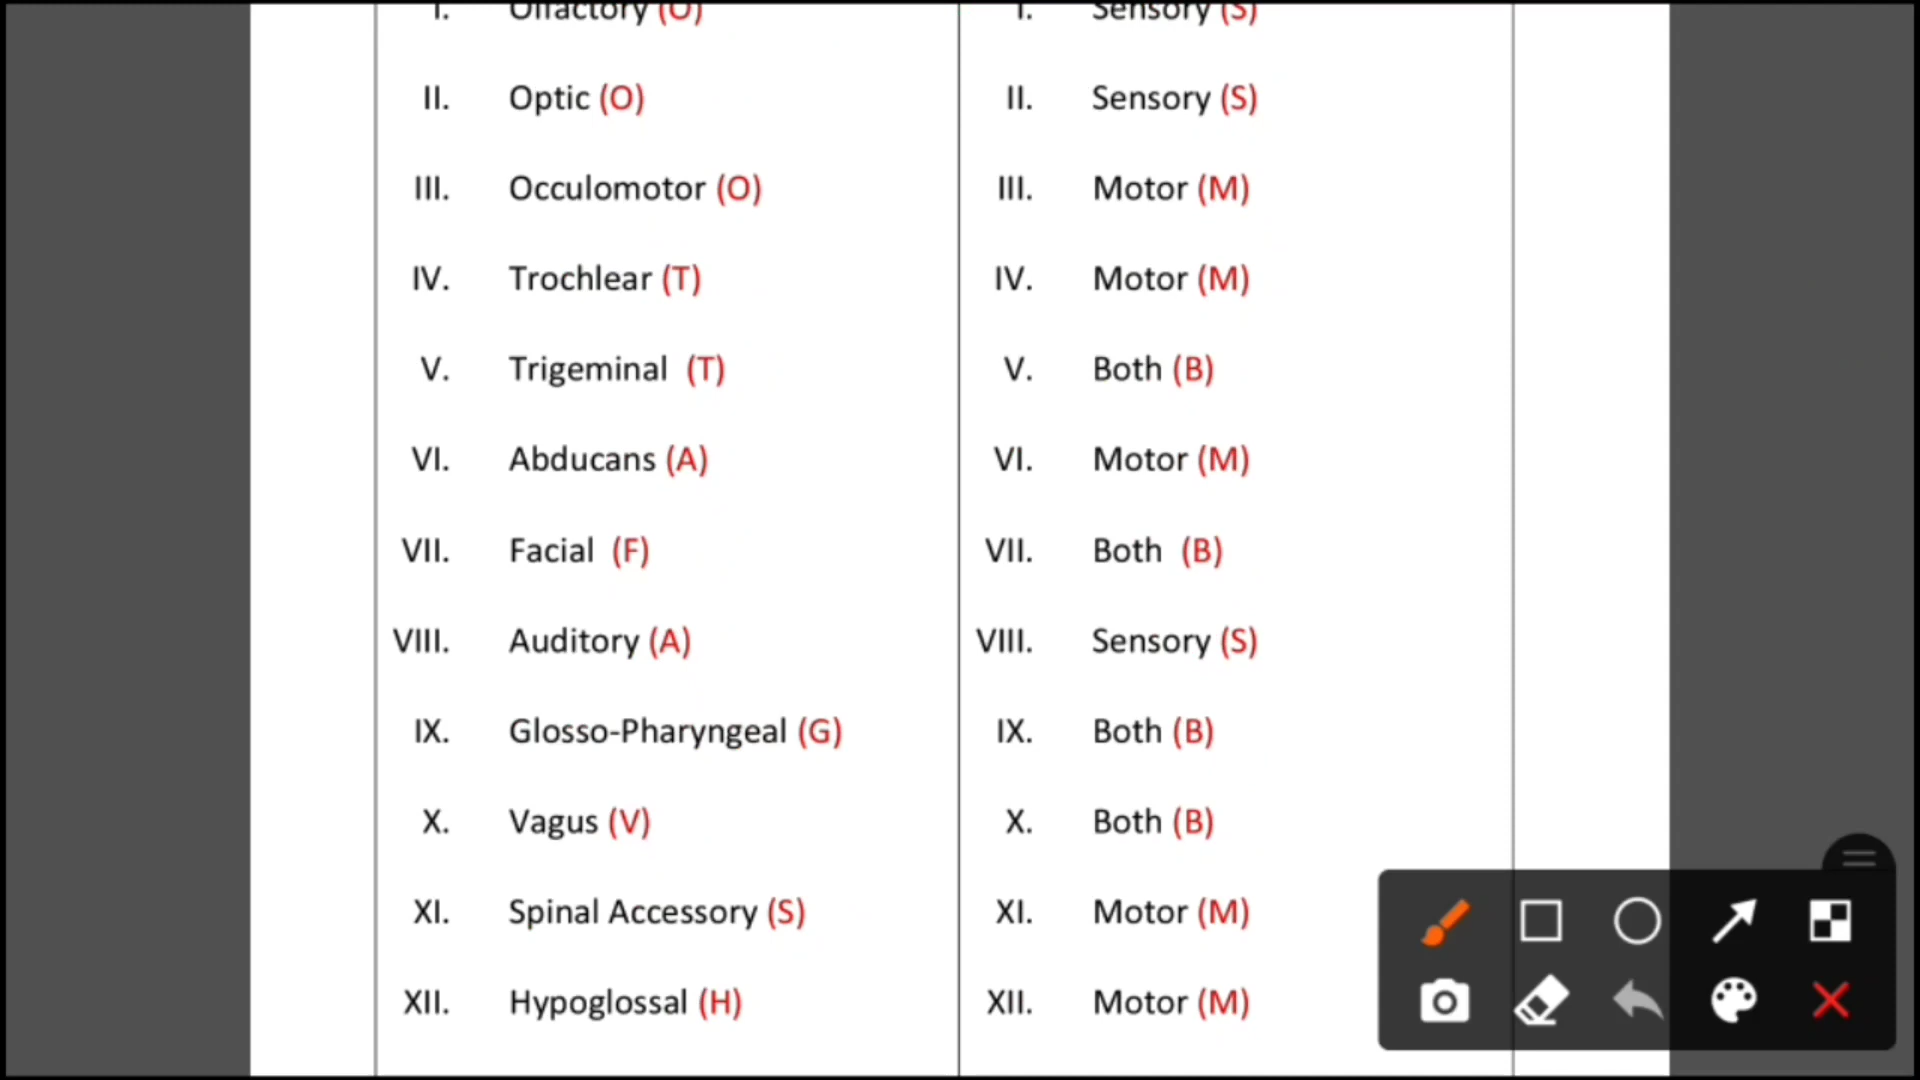 I. Olfactory (O) I. Sensory (S)
II. Optic (O) II. Sensory (S)
III. Occulomotor (O) III. Motor (M)
IV. Trochlear (T) IV. Motor (M)
V. Trigeminal (T) V. Both (B)
VI. Abducans (A) VI. Motor (M)
VII. Facial (F) VII. Both (B)
VIII. Auditory (A) VIII. Sensory (S)
IX. Glosso-Pharyngeal (G) IX. Both (B)
X. Vagus (V) X. Both (B)
XI. Spinal Accessory (S) XI. Motor (M)
XII. Hypoglossal (H) XII. Motor (M)